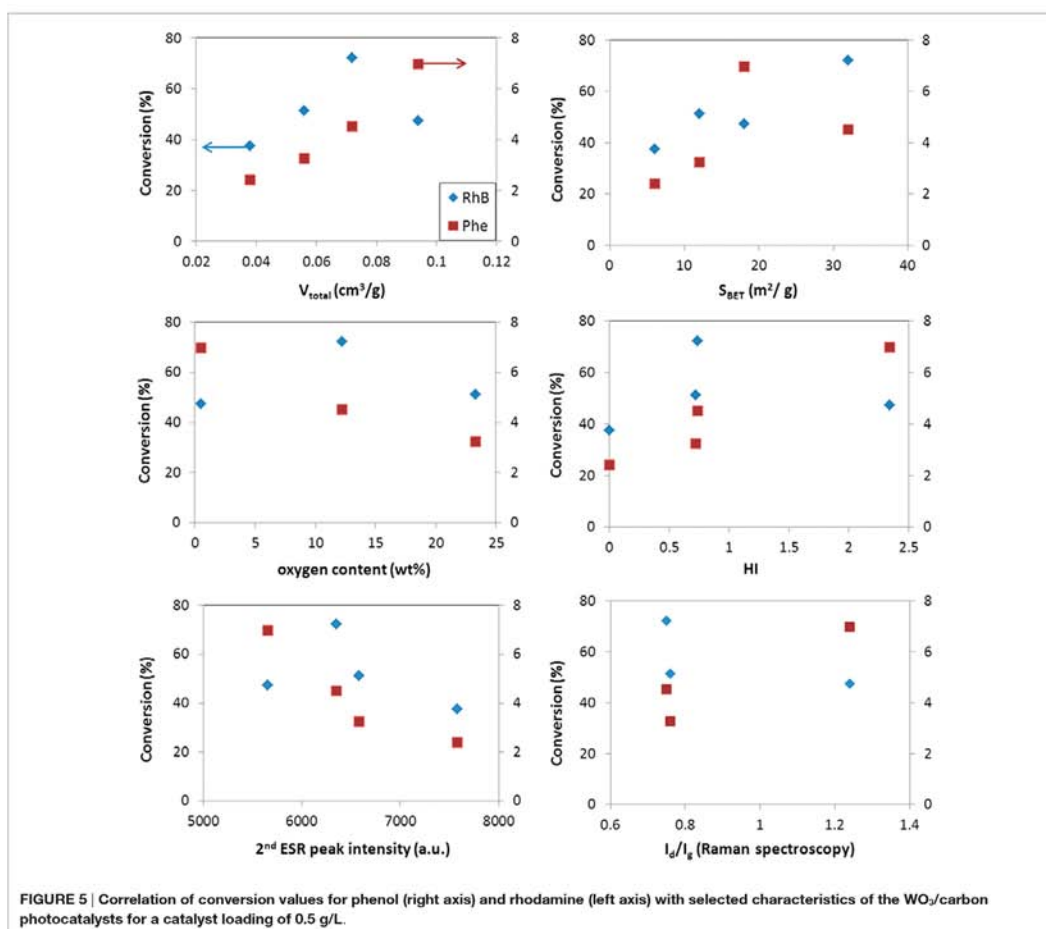 80
60
40
20
0
Conversion (%)
8
6
4
2
0
RhB
Phe
0.02 0.04 0.06 0.08 0.1 0.12
Vtotal (cm³/g)
80
60
40
20
0
Conversion (%)
8
6
4
2
0
0 10 20 30 40
SBET (m²/ g)
80
60
40
20
0
Conversion (%)
8
6
4
2
0
0 5 10 15 20 25
oxygen content (wt%)
80
60
40
20
0
Conversion (%)
8
6
4
2
0
0 0.5 1 1.5 2 2.5
HI
80
60
40
20
0
Conversion (%)
8
6
4
2
0
5000 6000 7000 8000
2nd ESR peak intensity (a.u.)
80
60
40
20
0
Conversion (%)
8
6
4
2
0
0.6 0.8 1 1.2 1.4
Id/Ig (Raman spectroscopy)
FIGURE 5 | Correlation of conversion values for phenol (right axis) and rhodamine (left axis) with selected characteristics of the WO₃/carbon
photocatalysts for a catalyst loading of 0.5 g/L.